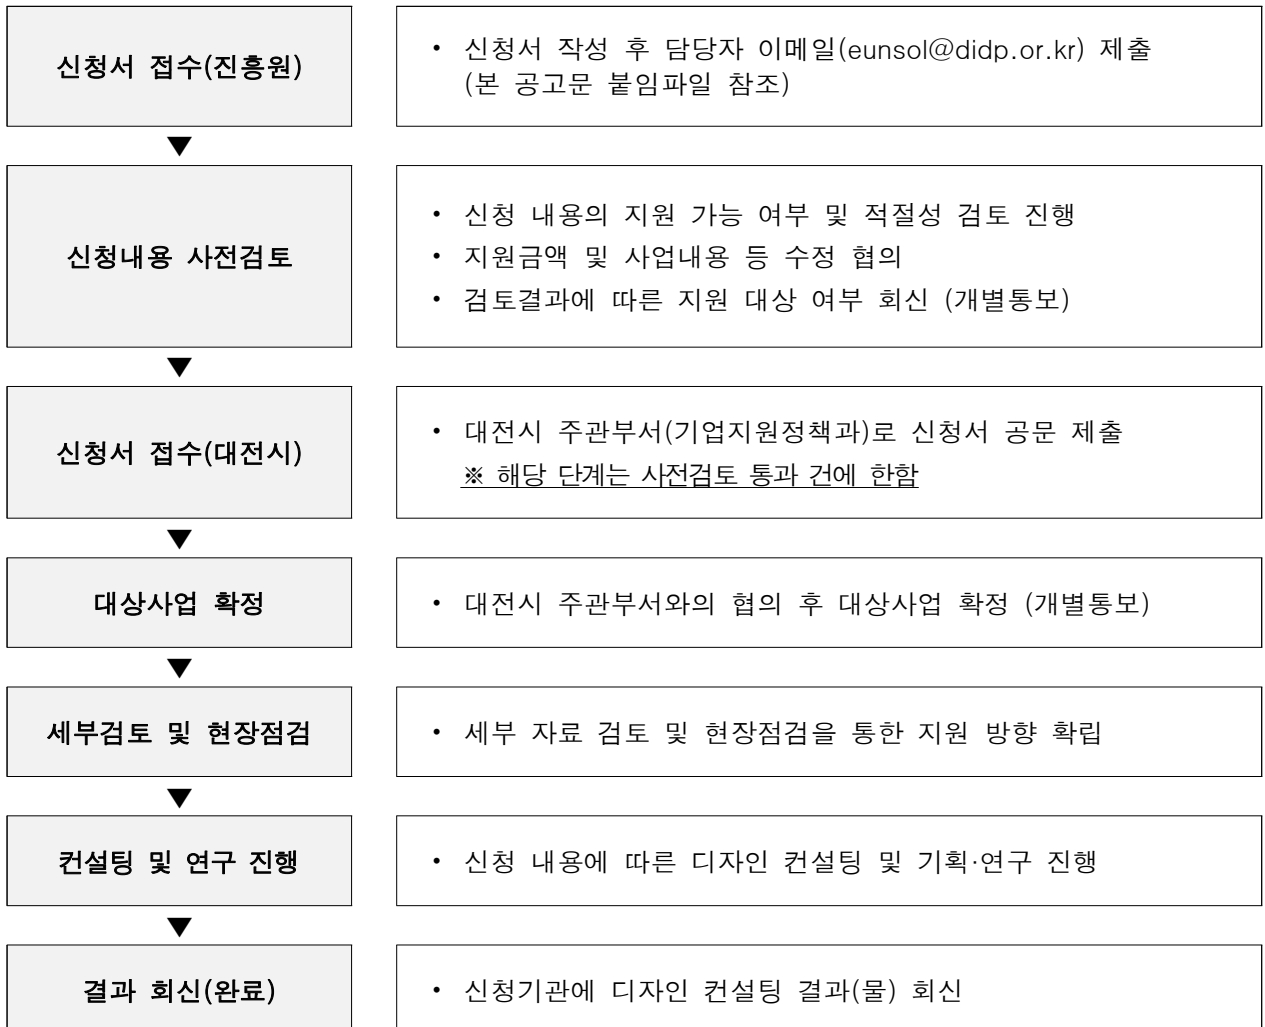 신청서 접수(진흥원)
• 신청서 작성 후 담당자 이메일(eunsol@didp.or.kr) 제출
(본 공고문 붙임파일 참조)
▼
신청내용 사전검토
• 신청 내용의 지원 가능 여부 및 적절성 검토 진행
• 지원금액 및 사업내용 등 수정 협의
• 검토결과에 따른 지원 대상 여부 회신 (개별통보)
▼
신청서 접수(대전시)
• 대전시 주관부서(기업지원정책과)로 신청서 공문 제출
※ 해당 단계는 사전검토 통과 건에 한함
▼
대상사업 확정
• 대전시 주관부서와의 협의 후 대상사업 확정 (개별통보)
▼
세부검토 및 현장점검
• 세부 자료 검토 및 현장점검을 통한 지원 방향 확립
▼
컨설팅 및 연구 진행
• 신청 내용에 따른 디자인 컨설팅 및 기획·연구 진행
▼
결과 회신(완료)
• 신청기관에 디자인 컨설팅 결과(물) 회신